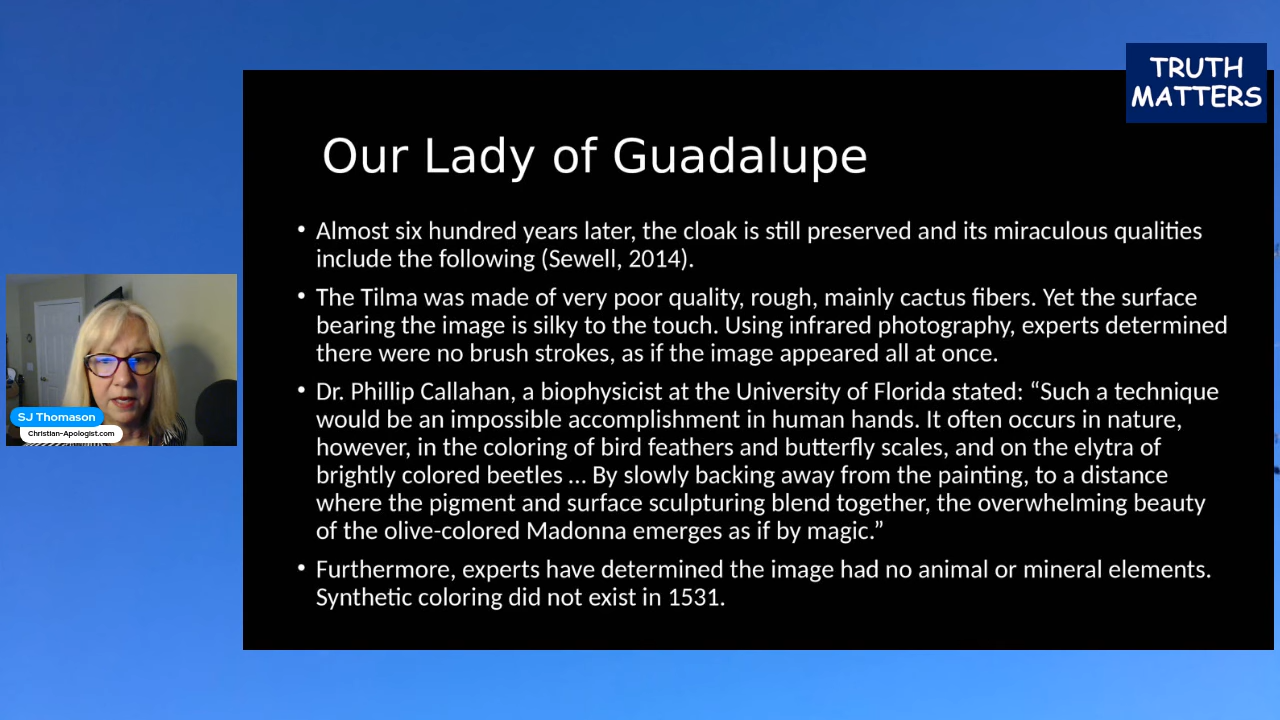 TRUTH
MATTERS
Our Lady of Guadalupe
• Almost six hundred years later, the cloak is still preserved and its miraculous qualities
include the following (Sewell, 2014).
• The Tilma was made of very poor quality, rough, mainly cactus fibers. Yet the surface
bearing the image is silky to the touch. Using infrared photography, experts determined
there were no brush strokes, as if the image appeared all at once.
• Dr. Phillip Callahan, a biophysicist at the University of Florida stated: “Such a technique
would be an impossible accomplishment in human hands. It often occurs in nature,
however, in the coloring of bird feathers and butterfly scales, and on the elytra of
brightly colored beetles ... By slowly backing away from the painting, to a distance
where the pigment and surface sculpturing blend together, the overwhelming beauty
of the olive-colored Madonna emerges as if by magic.”
• Furthermore, experts have determined the image had no animal or mineral elements.
Synthetic coloring did not exist in 1531.
SJ Thomason
Christian-Apologist.com